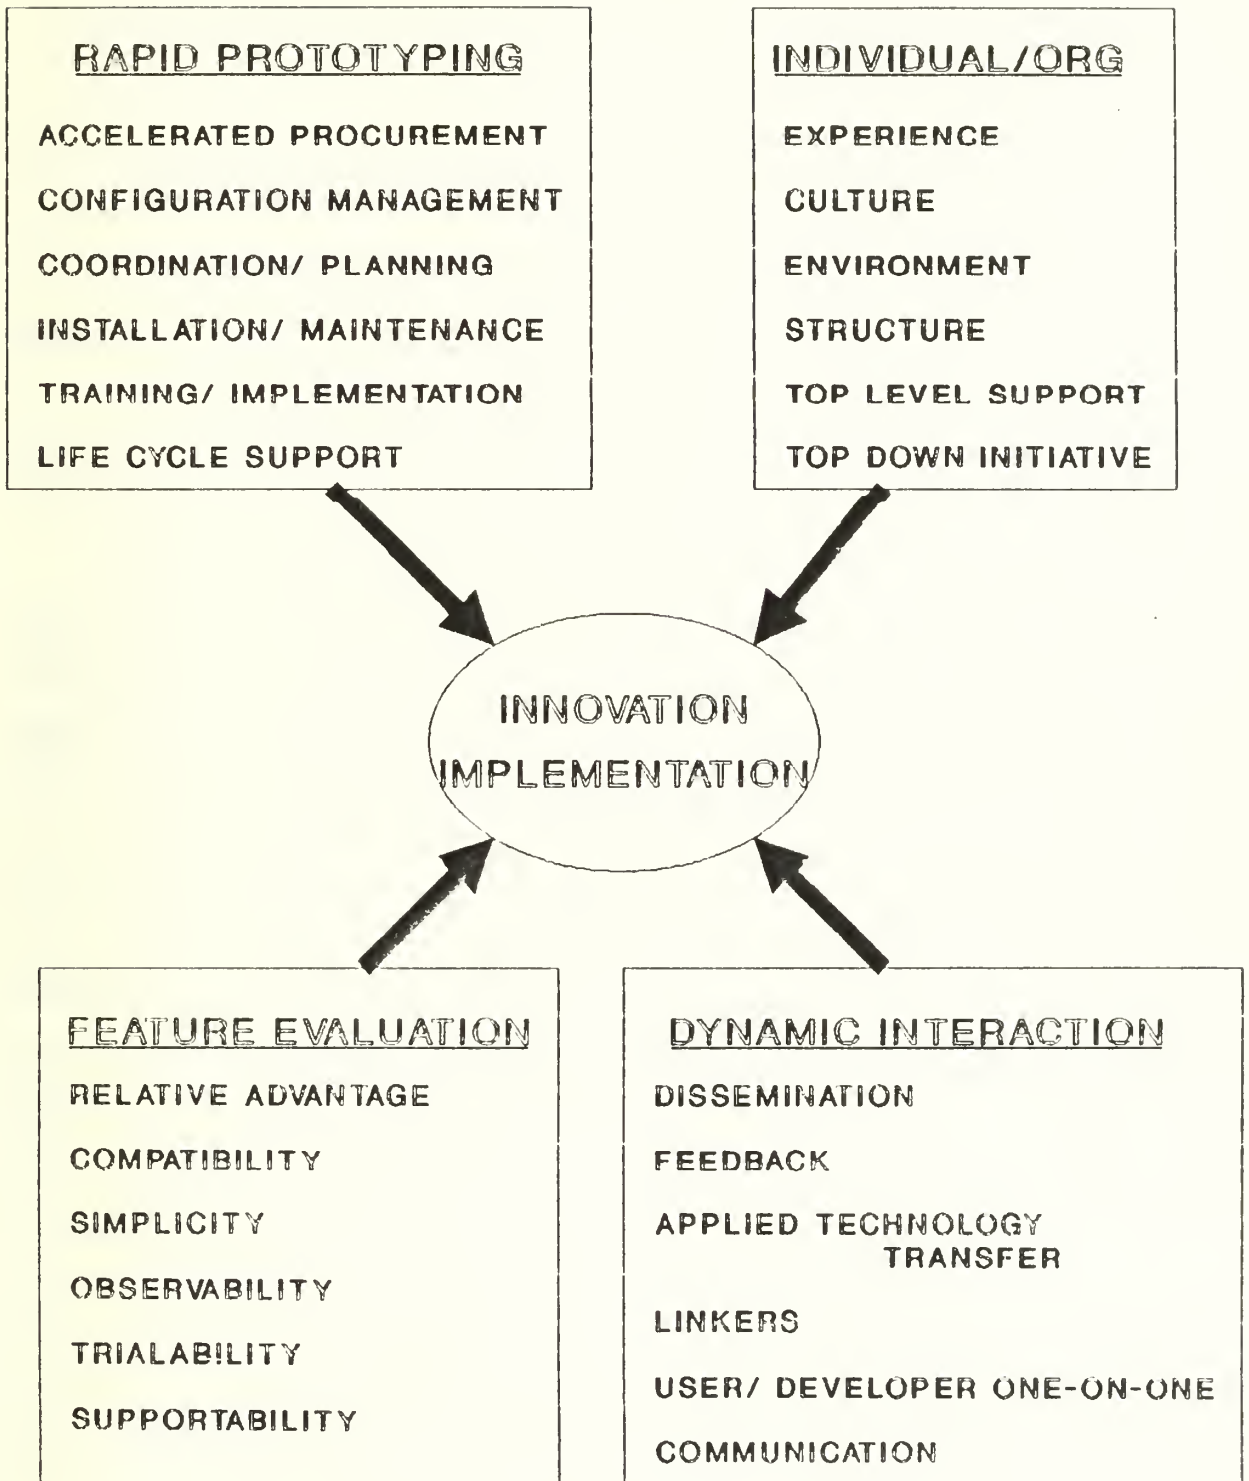 RAPID PROTOTYPING
ACCELERATED PROCUREMENT
CONFIGURATION MANAGEMENT
COORDINATION/ PLANNING
INSTALLATION/ MAINTENANCE
TRAINING/ IMPLEMENTATION
LIFE CYCLE SUPPORT
INDIVIDUAL/ORG
EXPERIENCE
CULTURE
ENVIRONMENT
STRUCTURE
TOP LEVEL SUPPORT
TOP DOWN INITIATIVE
INNOVATION
IMPLEMENTATION
FEATURE EVALUATION
RELATIVE ADVANTAGE
COMPATIBILITY
SIMPLICITY
OBSERVABILITY
TRIALABILITY
SUPPORTABILITY
DYNAMIC INTERACTION
DISSEMINATION
FEEDBACK
APPLIED TECHNOLOGY
TRANSFER
LINKERS
USER/ DEVELOPER ONE-ON-ONE
COMMUNICATION